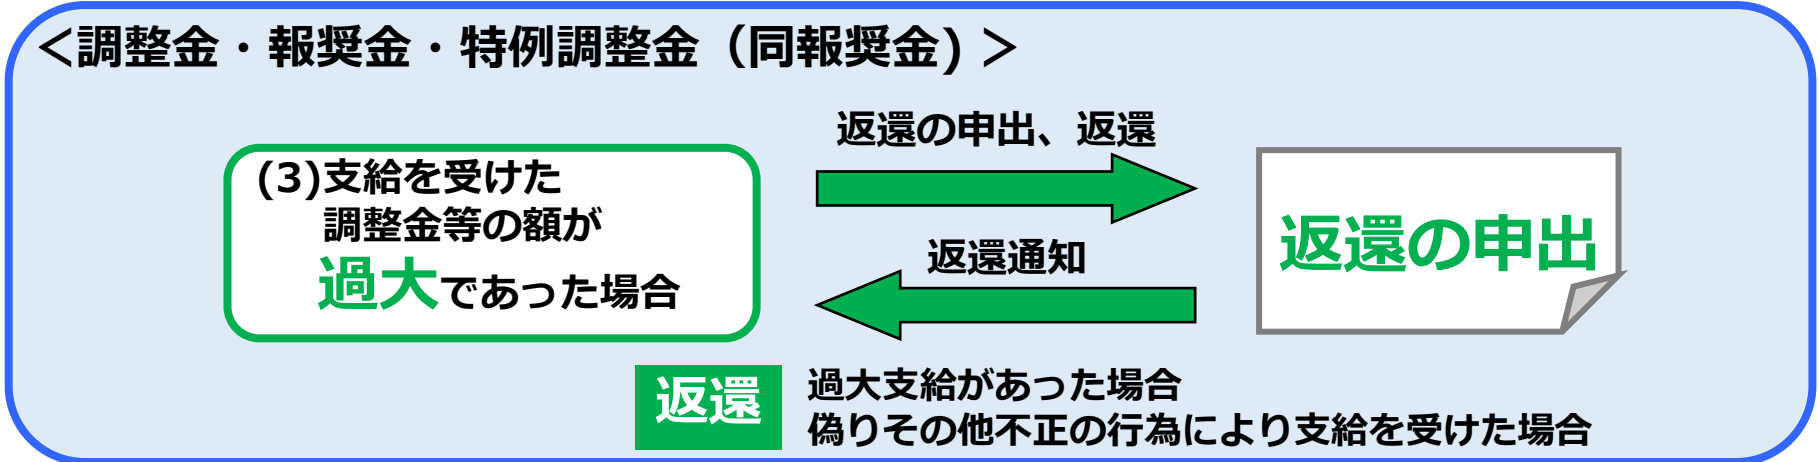 ＜調整金・報奨金・特例調整金（同報奨金)＞
返還の申出、返還
(3)支給を受けた
調整金等の額が
過大であった場合
返還通知
返還の申出
返還
過大支給があった場合
偽りその他不正の行為により支給を受けた場合